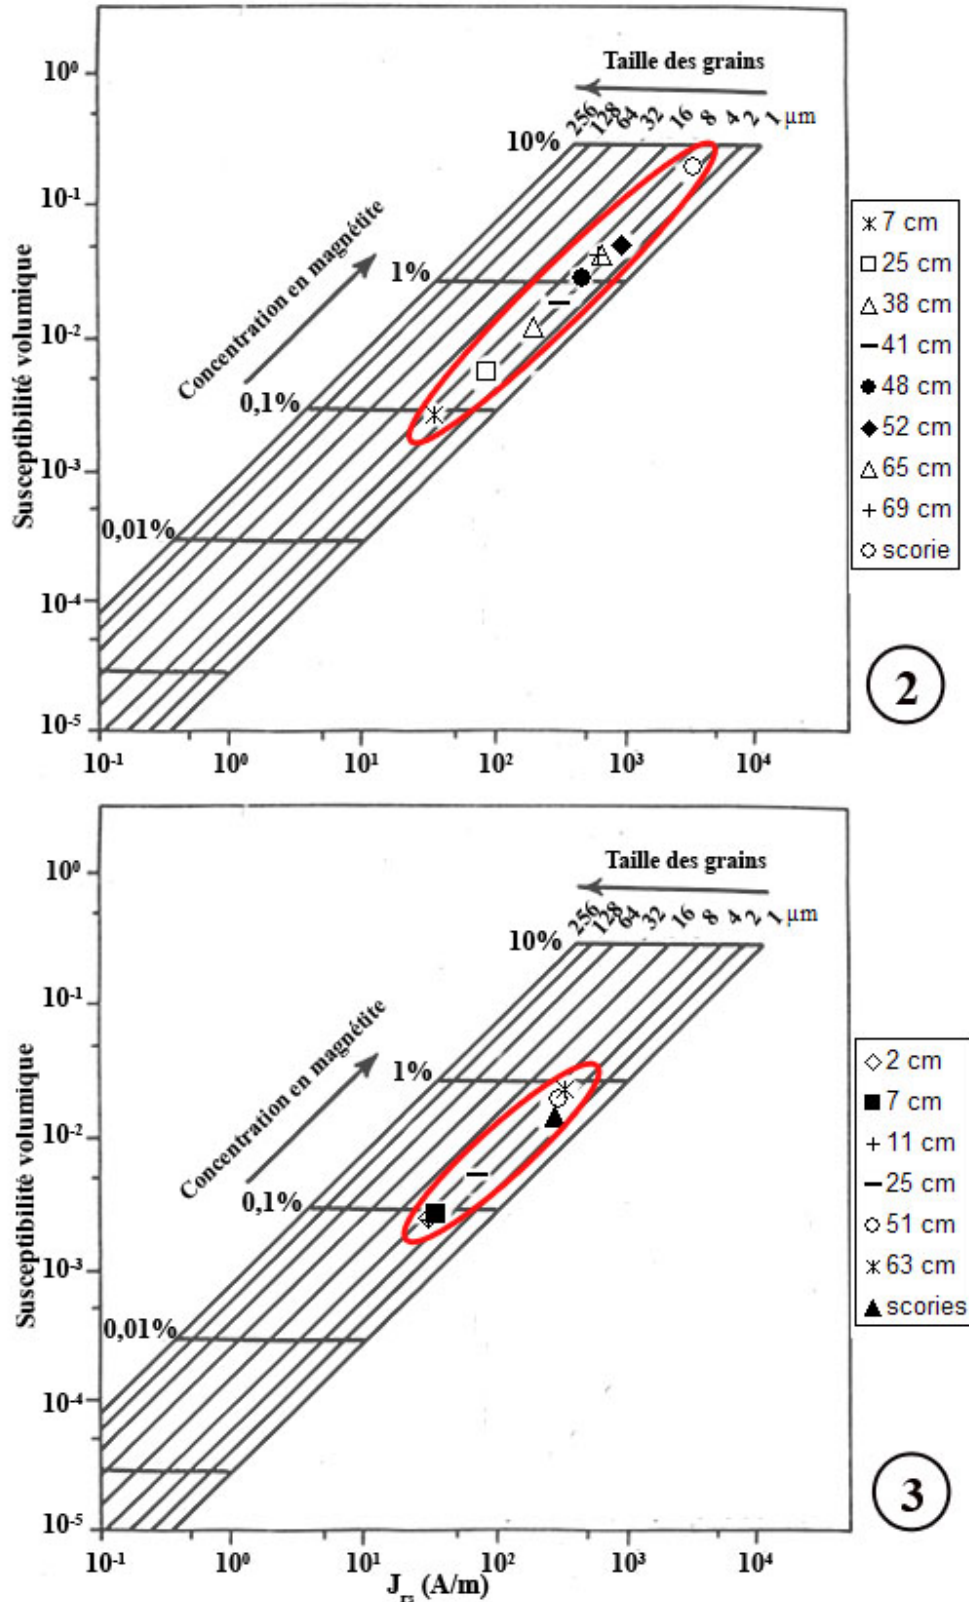 Taille des grains
256 128 64 32 16 8 4 2 1 µm
10%
1%
0,1%
0,01%
Concentration en magnétite
Susceptibilité volumique
10⁰
10⁻¹
10⁻²
10⁻³
10⁻⁴
10⁻⁵
10⁻¹ 10⁰ 10¹ 10² 10³ 10⁴
7 cm
25 cm
38 cm
41 cm
48 cm
52 cm
65 cm
69 cm
scorie
2
Taille des grains
256 128 64 32 16 8 4 2 1 µm
10%
1%
0,1%
0,01%
Concentration en magnétite
Susceptibilité volumique
10⁰
10⁻¹
10⁻²
10⁻³
10⁻⁴
10⁻⁵
10⁻¹ 10⁰ 10¹ 10² 10³ 10⁴
(A/m)
2 cm
7 cm
11 cm
25 cm
51 cm
63 cm
scories
3